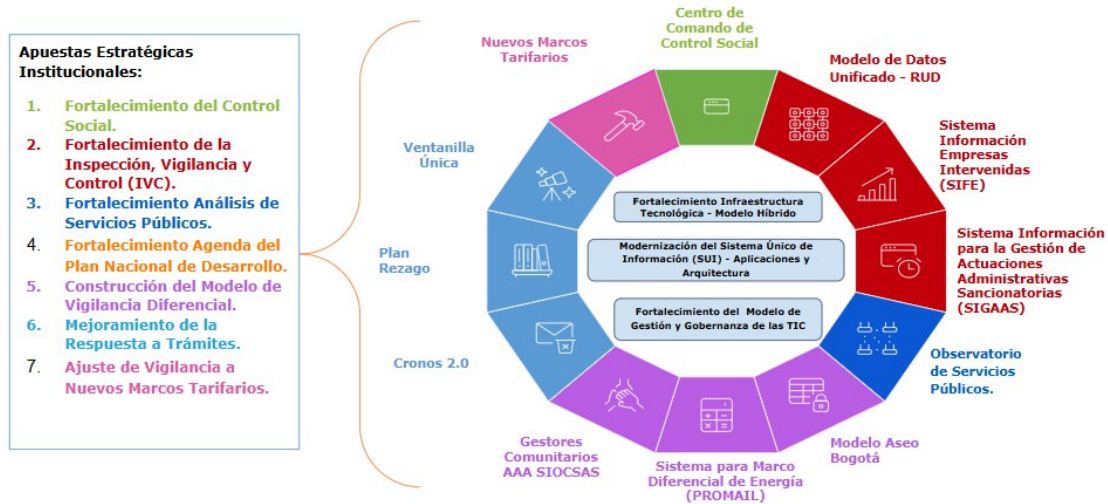 Apuestas Estratégicas
Institucionales:
1. Fortalecimiento del Control
Social.
2. Fortalecimiento de la
Inspección, Vigilancia y
Control (IVC).
3. Fortalecimiento Análisis de
Servicios Públicos.
4. Fortalecimiento Agenda del
Plan Nacional de Desarrollo.
5. Construcción del Modelo de
Vigilancia Diferencial.
6. Mejoramiento de la
Respuesta a Trámites.
7. Ajuste de Vigilancia a
Nuevos Marcos Tarifarios.
Centro de
Comando de
Control Social
Modelo de Datos
Unificado - RUD
Sistema
Información
Empresas
Intervenidas
(SIFE)
Sistema Información
para la Gestión de
Actuaciones
Administrativas
Sancionatorias
(SIGAAS)
Observatorio
de Servicios
Públicos.
Modelo Aseo
Bogotá
Sistema para Marco
Diferencial de Energía
(PROMAIL)
Gestores
Comunitarios
AAA SIOCSAS
Cronos 2.0
Plan
Rezago
Ventanilla
Única
Nuevos Marcos
Tarifarios
Fortalecimiento Infraestructura
Tecnológica - Modelo Híbrido
Modernización del Sistema Único de
Información (SUI) - Aplicaciones y
Arquitectura
Fortalecimiento del Modelo de
Gestión y Gobernanza de las TIC